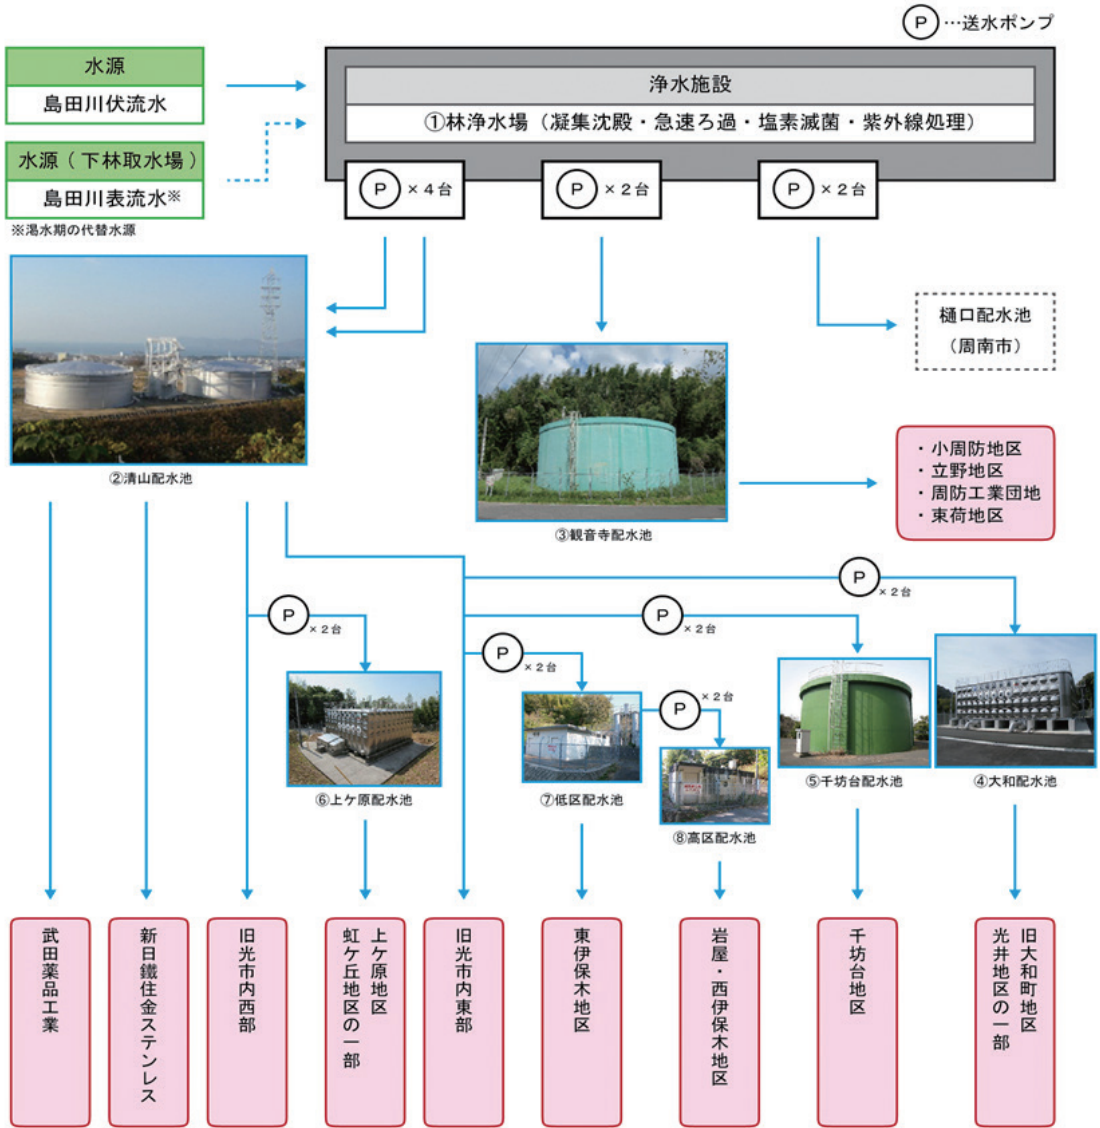 P…送水ポンプ
水源
島田川伏流水
水源(下林取水場)
島田川表流水※
※渇水期の代替水源
浄水施設
①林浄水場(凝集沈殿・急速ろ過・塩素滅菌・紫外線処理)
P ×4台
P ×2台
P ×2台
樋口配水池
(周南市)
②清山配水池
③観音寺配水池
・小周防地区
・立野地区
・周防工業団地
・束荷地区
P ×2台
P ×2台
P ×2台
P ×2台
P ×2台
⑥上ケ原配水池
⑦低区配水池
⑧高区配水池
⑤千坊台配水池
④大和配水池
武田薬品工業
新日鐵住金ステンレス
旧光市内西部
上ケ原地区
虹ケ丘地区の一部
旧光市内東部
東伊保木地区
岩屋・西伊保木地区
千坊台地区
旧大和町地区
光井地区の一部